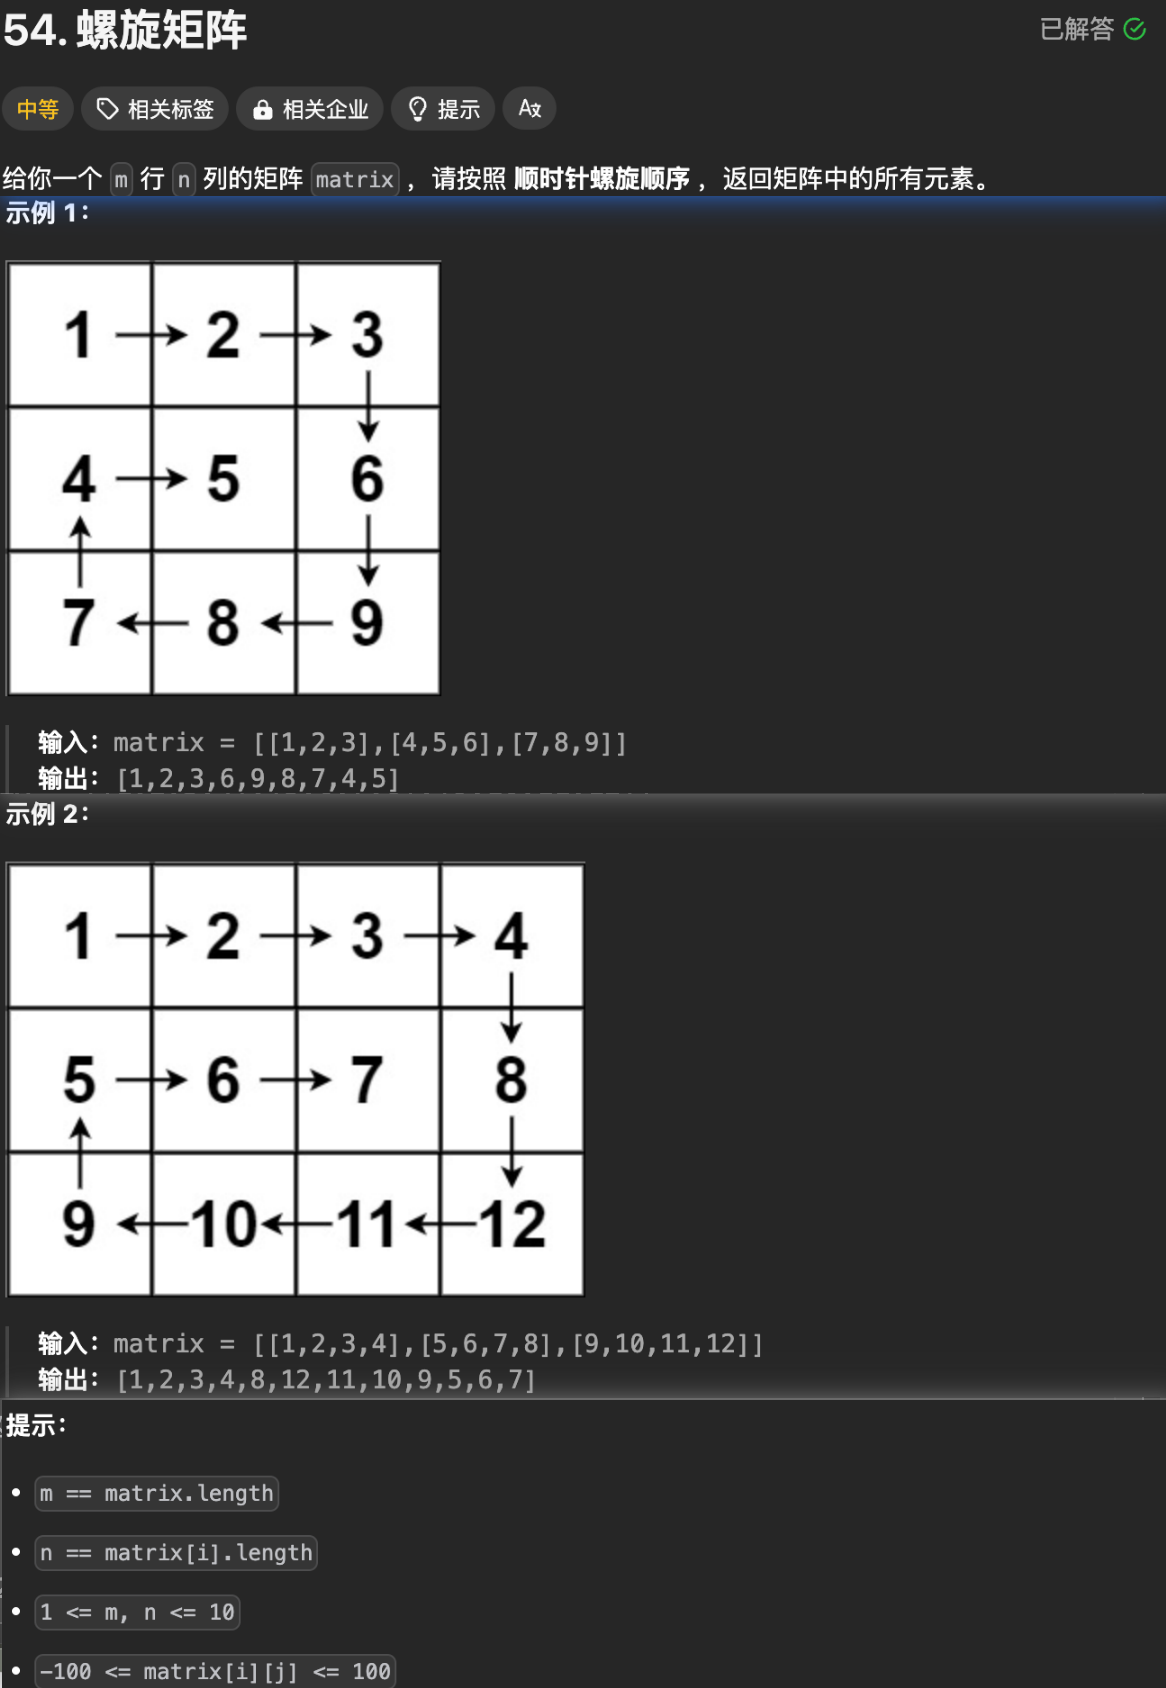 54. 螺旋矩阵
已解答
中等 相关标签 相关企业 提示 A文
给你一个 m 行 n 列的矩阵 matrix ，请按照 顺时针螺旋顺序 ，返回矩阵中的所有元素。
示例 1：
1 2 3
4 5 6
7 8 9
输入：matrix = [[1,2,3],[4,5,6],[7,8,9]]
输出：[1,2,3,6,9,8,7,4,5]
示例 2：
1 2 3 4
5 6 7 8
9 10 11 12
输入：matrix = [[1,2,3,4],[5,6,7,8],[9,10,11,12]]
输出：[1,2,3,4,8,12,11,10,9,5,6,7]
提示：
m == matrix.length
n == matrix[i].length
1 <= m, n <= 10
-100 <= matrix[i][j] <= 100